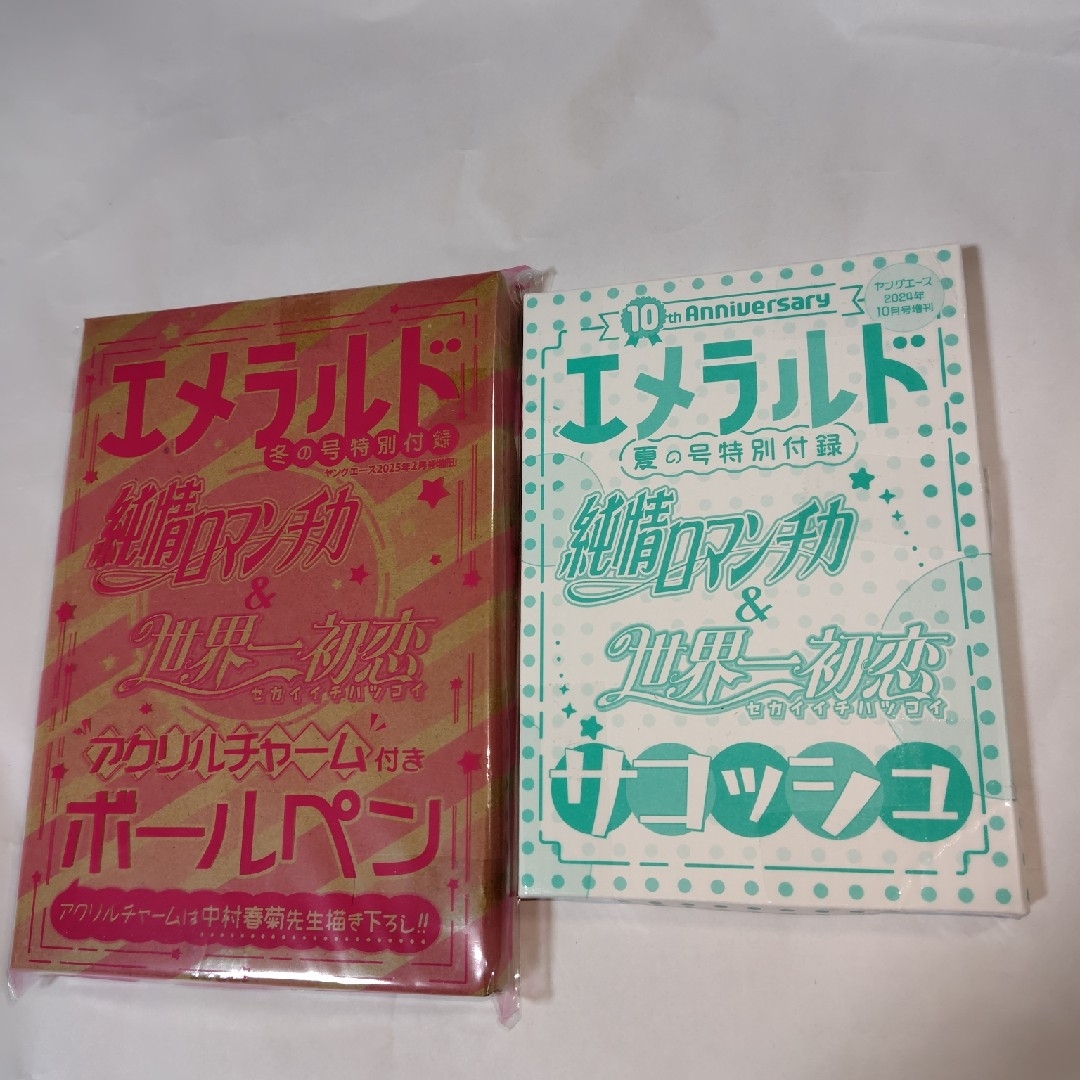 エメラルド
冬の号特別付録
ヤングエース2025年2月号増刊
純情ロマンチカ
&
世界一初恋
セカイイチハツコイ
アクリルチャーム付き
ボールペン
アクリルチャームは中村春菊先生描き下ろし!!
10th Anniversary
ヤングエース
2024年
10月号増刊
エメラルド
夏の号特別付録
純情ロマンチカ
&
世界一初恋
セカイイチハツコイ
サコッシュ